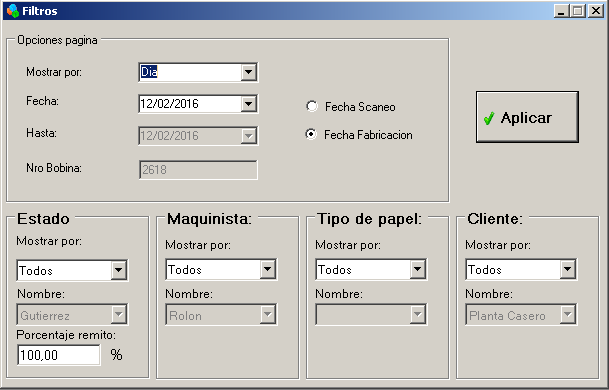 Filtros
Opciones pagina
Mostrar por: Dia
Fecha: 12/02/2016
Fecha Scaneo
Hasta: 12/02/2016
Fecha Fabricacion
Nro Bobina 2618
Aplicar
Estado
Mostrar por:
Todos
Nombre:
Gutierrez
Porcentaje remito:
100,00 %
Maquinista:
Mostrar por:
Todos
Nombre:
Rolon
Tipo de papel:
Mostrar por:
Todos
Nombre:
Cliente:
Mostrar por:
Todos
Nombre:
Planta Casero